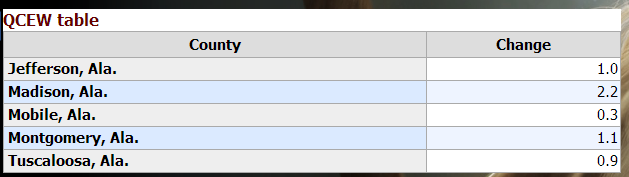 QCEW table
County Change
Jefferson, Ala. 1.0
Madison, Ala. 2.2
Mobile, Ala. 0.3
Montgomery, Ala. 1.1
Tuscaloosa, Ala. 0.9